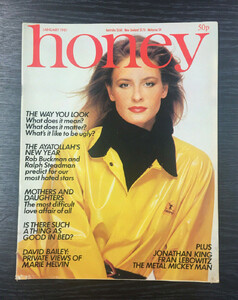 50p
honey
THE WAY YOU LOOK
What does it mean?
What does it matter?
What's it like to be ugly?
THE AYATOLLAH'S
NEW YEAR
Rob Buckman and
Ralph Steadman
predict for our
most hated stars
MOTHERS AND
DAUGHTERS
The most difficult
love affair of all
IS THERE SUCH
A THING AS
GOOD IN BED?
DAVID BAILEY:
PRIVATE VIEWS OF
MARIE HELVIN
PLUS
JONATHAN KING
FRAN LEBOWITZ
THE METAL MICKEY MAN